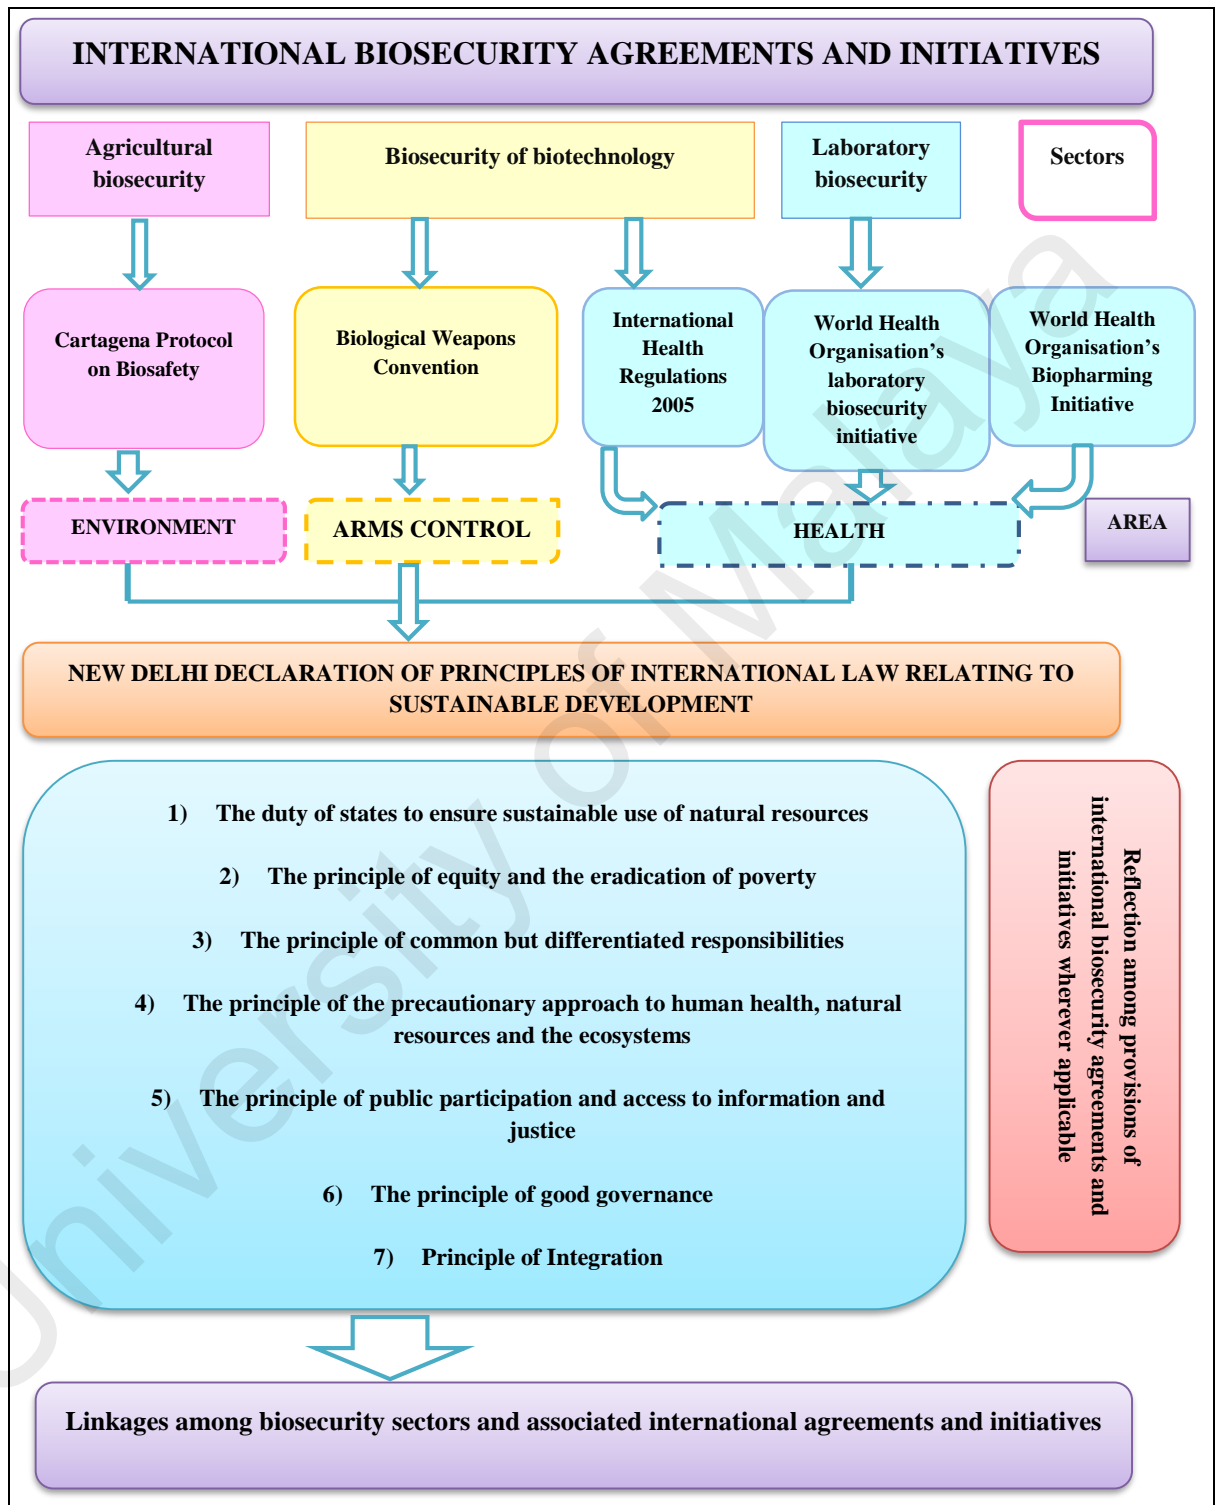 INTERNATIONAL BIOSECURITY AGREEMENTS AND INITIATIVES
Agricultural
biosecurity
Biosecurity of biotechnology
Laboratory
biosecurity
Sectors
Cartagena Protocol
on Biosafety
Biological Weapons
Convention
International
Health
Regulations
2005
World Health
Organisation’s
laboratory
biosecurity
initiative
World Health
Organisation’s
Biopharming
Initiative
ENVIRONMENT
ARMS CONTROL
HEALTH
AREA
NEW DELHI DECLARATION OF PRINCIPLES OF INTERNATIONAL LAW RELATING TO
SUSTAINABLE DEVELOPMENT
1) The duty of states to ensure sustainable use of natural resources
2) The principle of equity and the eradication of poverty
3) The principle of common but differentiated responsibilities
4) The principle of the precautionary approach to human health, natural
resources and the ecosystems
5) The principle of public participation and access to information and
justice
6) The principle of good governance
7) Principle of Integration
Reflection among provisions of
international biosecurity agreements and
initiatives wherever applicable
Linkages among biosecurity sectors and associated international agreements and initiatives
University of Malaya